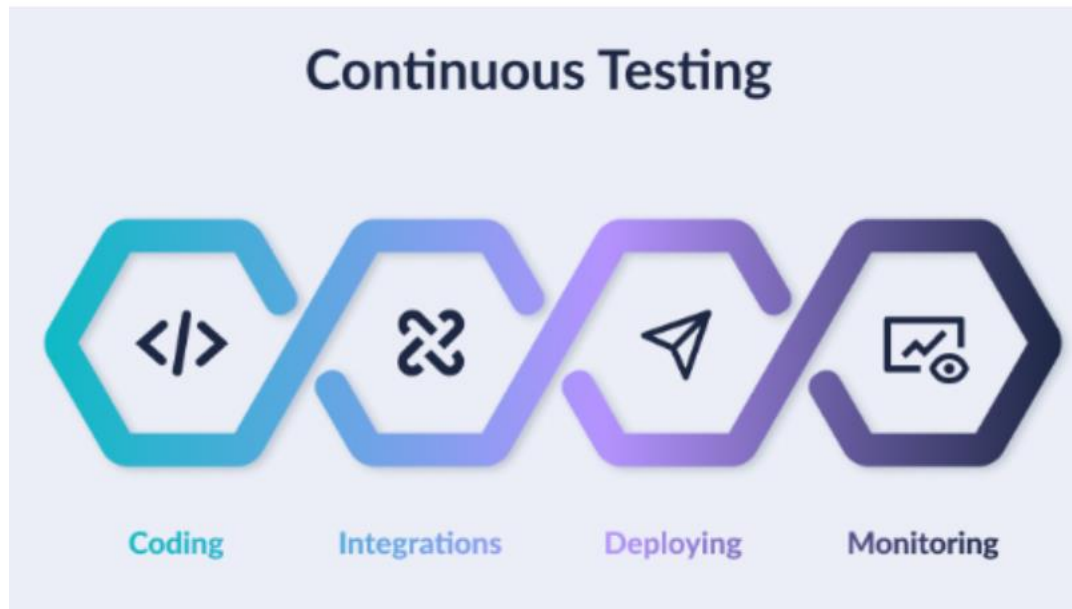 Continuous Testing
Coding
Integrations
Deploying
Monitoring